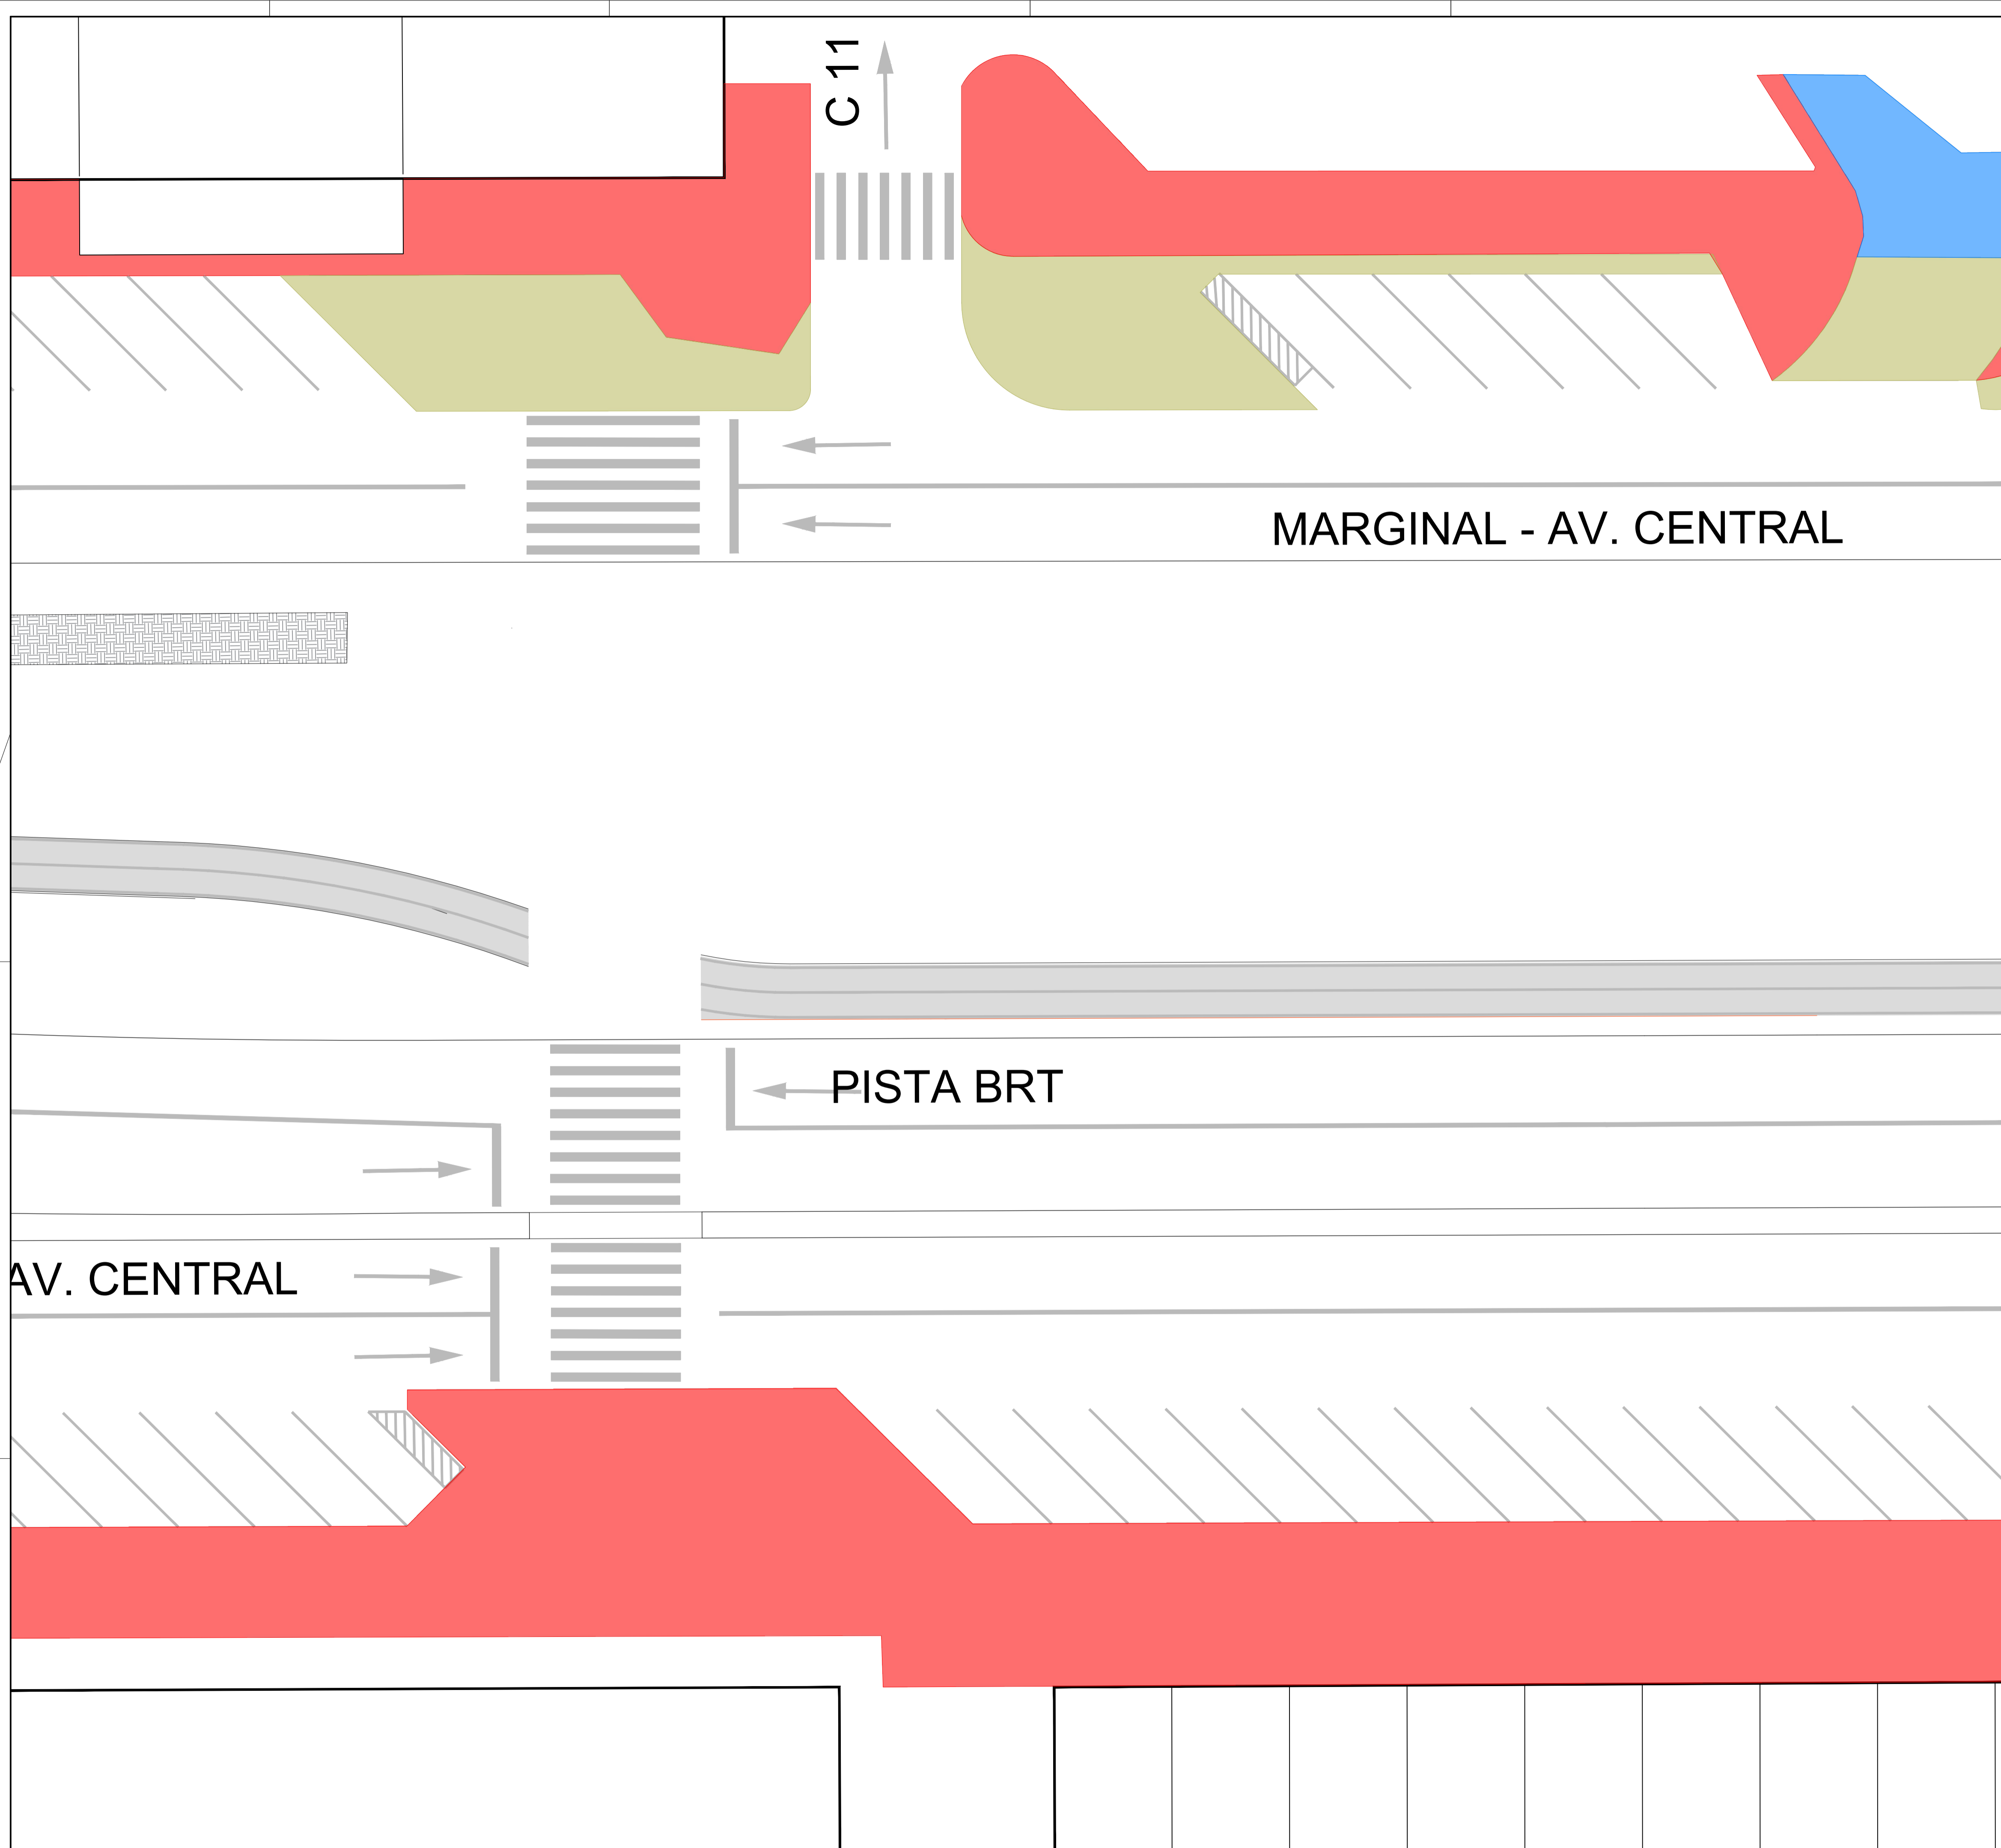 C 11
MARGINAL - AV. CENTRAL
PISTA BRT
AV. CENTRAL